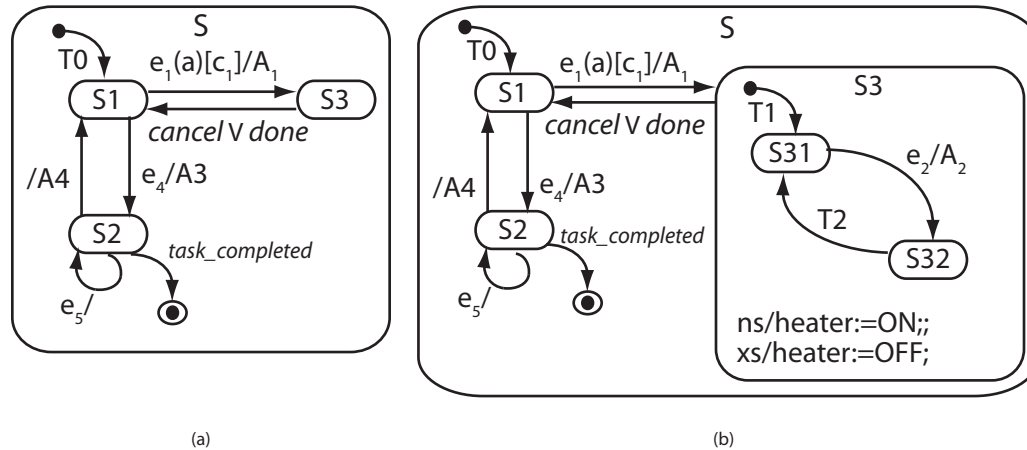 S
T0
e₁(a)[c₁]/A₁
S1
S3
cancel V done
/A4
e₄/A3
S2
task_completed
e₅/
(a)
S
T0
e₁(a)[c₁]/A₁
S1
cancel V done
/A4
e₄/A3
S2
task_completed
e₅/
S3
T1
S31
e₂/A₂
T2
S32
ns/heater:=ON;;
xs/heater:=OFF;
(b)